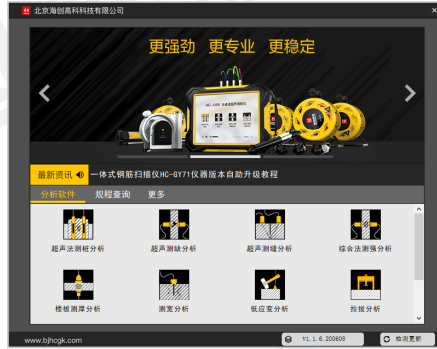 北京海创高科科技有限公司
更强劲 更专业 更稳定
最新资讯 一体式钢筋扫描仪HC-GY71仪器版本自助升级教程
分析软件 规程查询 更多
超声法测桩分析 超声测缺分析 超声测缝分析 综合法测强分析
楼板测厚分析 测宽分析 低应变分析 拉拔分析
www.bjhcgk.com V1.1.6.200608 检测更新